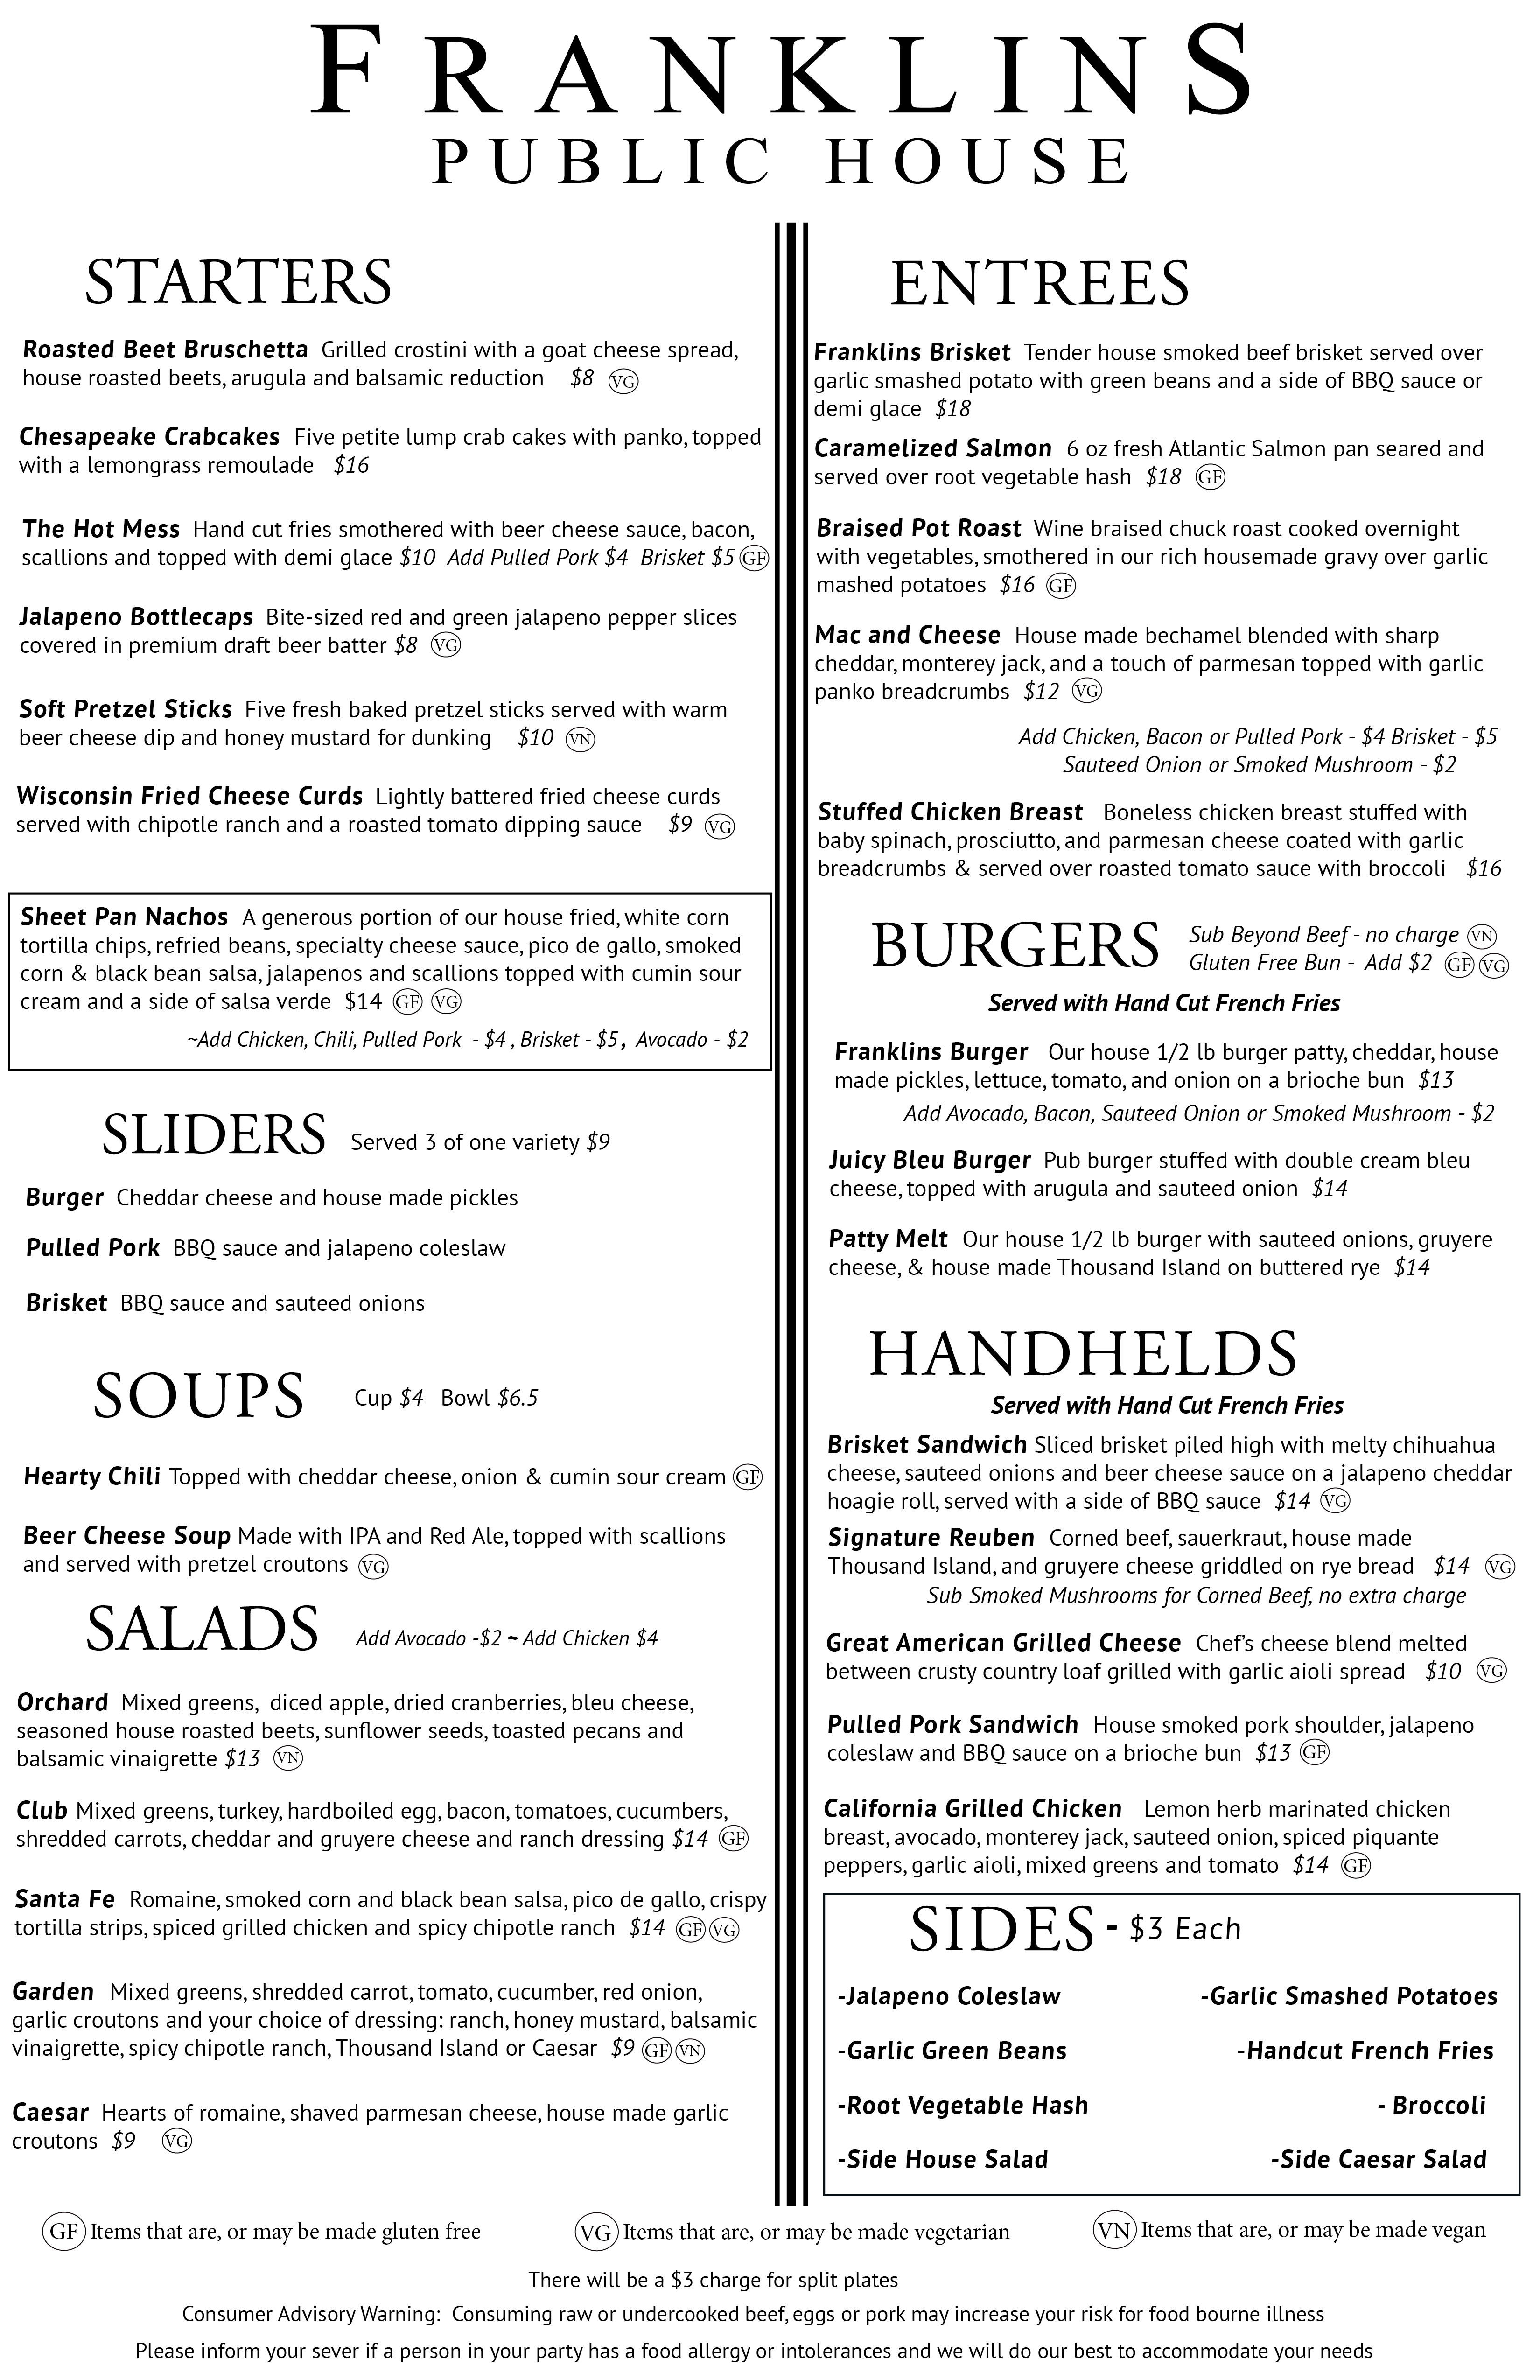 FRANKLINS
PUBLIC HOUSE
STARTERS
Roasted Beet Bruschetta Grilled crostini with a goat cheese spread,
house roasted beets, arugula and balsamic reduction $8 VG
Chesapeake Crabcakes Five petite lump crab cakes with panko, topped
with a lemongrass remoulade $16
The Hot Mess Hand cut fries smothered with beer cheese sauce, bacon,
scallions and topped with demi glace $10 Add Pulled Pork $4 Brisket $5 GF
Jalapeno Bottlecaps Bite-sized red and green jalapeno pepper slices
covered in premium draft beer batter $8 VG
Soft Pretzel Sticks Five fresh baked pretzel sticks served with warm
beer cheese dip and honey mustard for dunking $10 VN
Wisconsin Fried Cheese Curds Lightly battered fried cheese curds
served with chipotle ranch and a roasted tomato dipping sauce $9 VG
Sheet Pan Nachos A generous portion of our house fried, white corn
tortilla chips, refried beans, specialty cheese sauce, pico de gallo, smoked
corn & black bean salsa, jalapenos and scallions topped with cumin sour
cream and a side of salsa verde $14 GF VG
~Add Chicken, Chili, Pulled Pork - $4 , Brisket - $5, Avocado - $2
SLIDERS Served 3 of one variety $9
Burger Cheddar cheese and house made pickles
Pulled Pork BBQ sauce and jalapeno coleslaw
Brisket BBQ sauce and sauteed onions
SOUPS Cup $4 Bowl $6.5
Hearty Chili Topped with cheddar cheese, onion & cumin sour cream GF
Beer Cheese Soup Made with IPA and Red Ale, topped with scallions
and served with pretzel croutons VG
SALADS Add Avocado -$2 ~ Add Chicken $4
Orchard Mixed greens, diced apple, dried cranberries, bleu cheese,
seasoned house roasted beets, sunflower seeds, toasted pecans and
balsamic vinaigrette $13 VN
Club Mixed greens, turkey, hardboiled egg, bacon, tomatoes, cucumbers,
shredded carrots, cheddar and gruyere cheese and ranch dressing $14 GF
Santa Fe Romaine, smoked corn and black bean salsa, pico de gallo, crispy
tortilla strips, spiced grilled chicken and spicy chipotle ranch $14 GF VG
Garden Mixed greens, shredded carrot, tomato, cucumber, red onion,
garlic croutons and your choice of dressing: ranch, honey mustard, balsamic
vinaigrette, spicy chipotle ranch, Thousand Island or Caesar $9 GF VN
Caesar Hearts of romaine, shaved parmesan cheese, house made garlic
croutons $9 VG
ENTREES
Franklins Brisket Tender house smoked beef brisket served over
garlic smashed potato with green beans and a side of BBQ sauce or
demi glace $18
Caramelized Salmon 6 oz fresh Atlantic Salmon pan seared and
served over root vegetable hash $18 GF
Braised Pot Roast Wine braised chuck roast cooked overnight
with vegetables, smothered in our rich housemade gravy over garlic
mashed potatoes $16 GF
Mac and Cheese House made bechamel blended with sharp
cheddar, monterey jack, and a touch of parmesan topped with garlic
panko breadcrumbs $12 VG
Add Chicken, Bacon or Pulled Pork - $4 Brisket - $5
Sauteed Onion or Smoked Mushroom - $2
Stuffed Chicken Breast Boneless chicken breast stuffed with
baby spinach, prosciutto, and parmesan cheese coated with garlic
breadcrumbs & served over roasted tomato sauce with broccoli $16
BURGERS
Sub Beyond Beef - no charge VN
Gluten Free Bun - Add $2 GF VG
Served with Hand Cut French Fries
Franklins Burger Our house 1/2 lb burger patty, cheddar, house
made pickles, lettuce, tomato, and onion on a brioche bun $13
Add Avocado, Bacon, Sauteed Onion or Smoked Mushroom - $2
Juicy Bleu Burger Pub burger stuffed with double cream bleu
cheese, topped with arugula and sauteed onion $14
Patty Melt Our house 1/2 lb burger with sauteed onions, gruyere
cheese, & house made Thousand Island on buttered rye $14
HANDHELDS
Served with Hand Cut French Fries
Brisket Sandwich Sliced brisket piled high with melty chihuahua
cheese, sauteed onions and beer cheese sauce on a jalapeno cheddar
hoagie roll, served with a side of BBQ sauce $14 VG
Signature Reuben Corned beef, sauerkraut, house made
Thousand Island, and gruyere cheese griddled on rye bread $14 VG
Sub Smoked Mushrooms for Corned Beef, no extra charge
Great American Grilled Cheese Chef's cheese blend melted
between crusty country loaf grilled with garlic aioli spread $10 VG
Pulled Pork Sandwich House smoked pork shoulder, jalapeno
coleslaw and BBQ sauce on a brioche bun $13 GF
California Grilled Chicken Lemon herb marinated chicken
breast, avocado, monterey jack, sauteed onion, spiced piquante
peppers, garlic aioli, mixed greens and tomato $14 GF
SIDES - $3 Each
-Jalapeno Coleslaw -Garlic Smashed Potatoes
-Garlic Green Beans -Handcut French Fries
-Root Vegetable Hash - Broccoli
-Side House Salad -Side Caesar Salad
GF Items that are, or may be made gluten free VG Items that are, or may be made vegetarian VN Items that are, or may be made vegan
There will be a $3 charge for split plates
Consumer Advisory Warning: Consuming raw or undercooked beef, eggs or pork may increase your risk for food bourne illness
Please inform your sever if a person in your party has a food allergy or intolerances and we will do our best to accommodate your needs